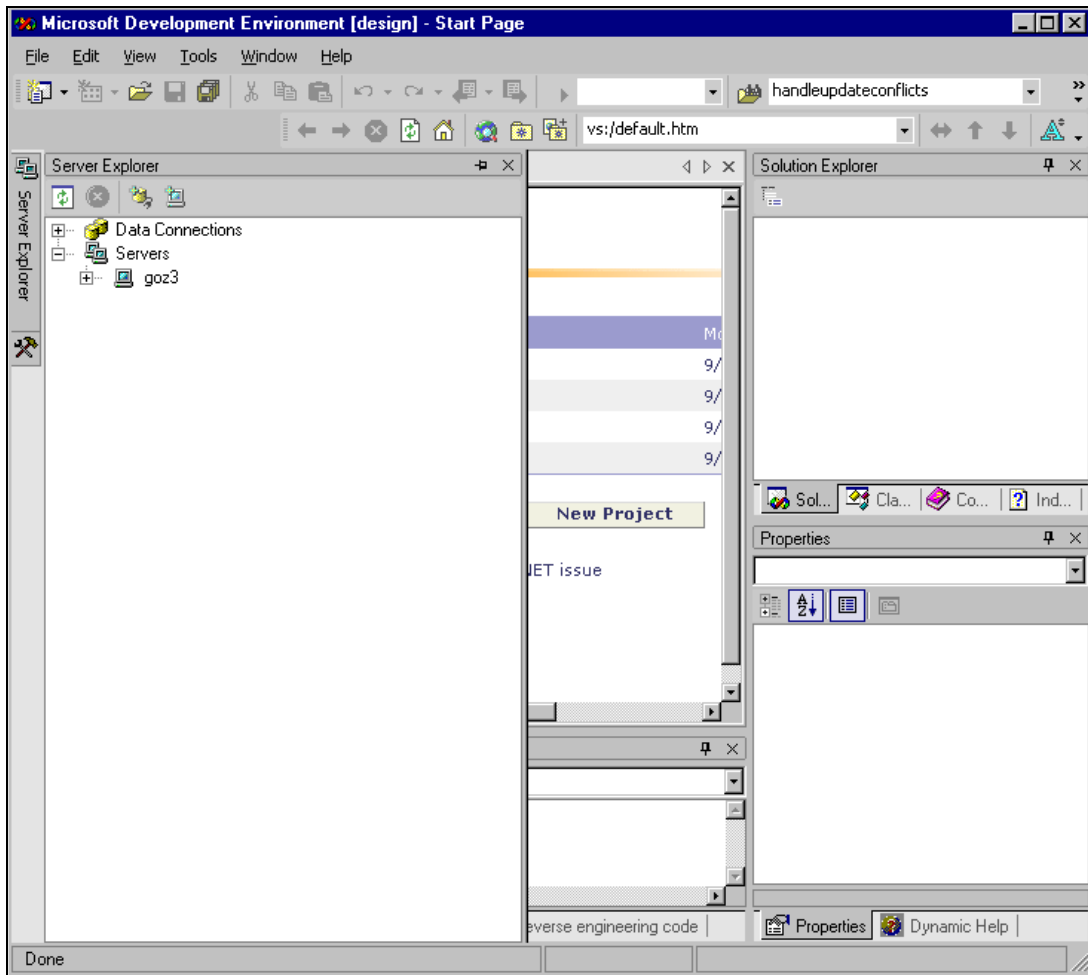 Microsoft Development Environment [design] - Start Page
File Edit View Tools Window Help
handleupdateconflicts
vs:/default.htm
Server Explorer
Server Explorer
Data Connections
Servers
goz3
Mo
9/
9/
9/
9/
New Project
NET issue
everse engineering code
Solution Explorer
Sol... Cla... Co... Ind...
Properties
Properties Dynamic Help
Done